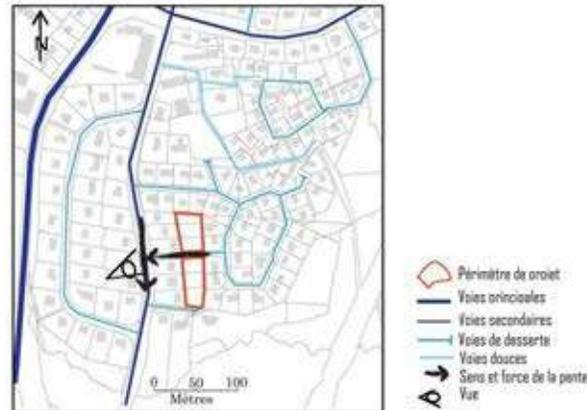 N
0 50 100
Mètres
Périmètre de projet
Voies principales
Voies secondaires
Voies de desserte
Voies douces
Sens et force de la pente
Vue